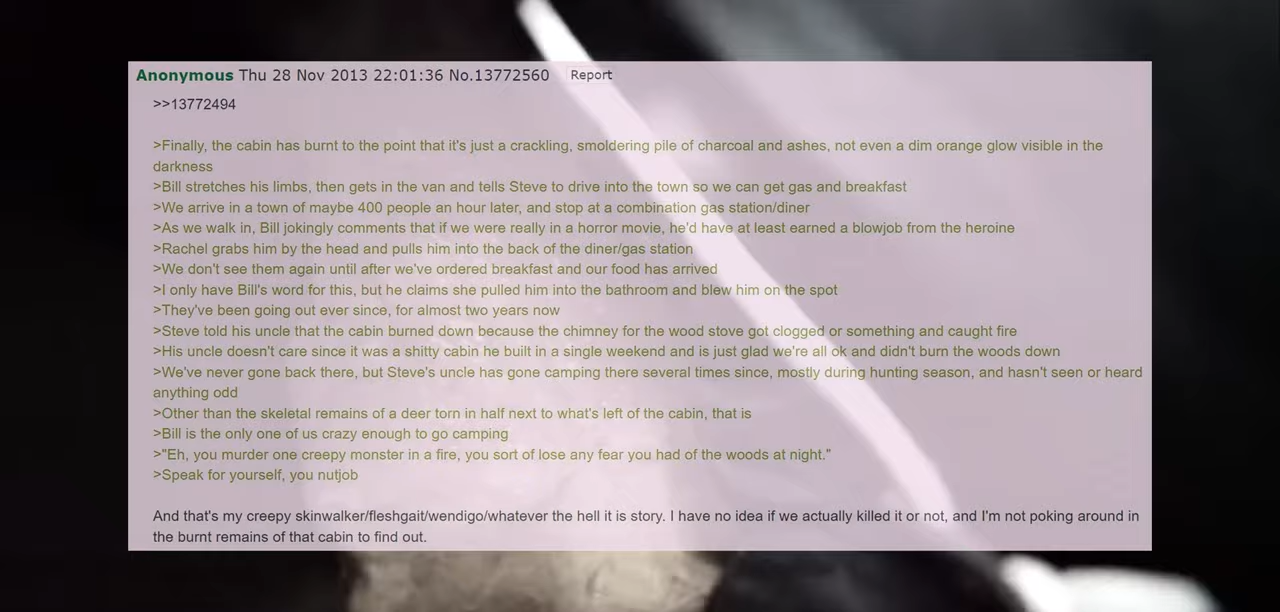 Anonymous Thu 28 Nov 2013 22:01:36 No.13772560 Report
>>13772494
>Finally, the cabin has burnt to the point that it's just a crackling, smoldering pile of charcoal and ashes, not even a dim orange glow visible in the
darkness
>Bill stretches his limbs, then gets in the van and tells Steve to drive into the town so we can get gas and breakfast
>We arrive in a town of maybe 400 people an hour later, and stop at a combination gas station/diner
>As we walk in, Bill jokingly comments that if we were really in a horror movie, he'd have at least earned a blowjob from the heroine
>Rachel grabs him by the head and pulls him into the back of the diner/gas station
>We don't see them again until after we've ordered breakfast and our food has arrived
>I only have Bill's word for this, but he claims she pulled him into the bathroom and blew him on the spot
>They've been going out ever since, for almost two years now
>Steve told his uncle that the cabin burned down because the chimney for the wood stove got clogged or something and caught fire
>His uncle doesn't care since it was a shitty cabin he built in a single weekend and is just glad we're all ok and didn't burn the woods down
>We've never gone back there, but Steve's uncle has gone camping there several times since, mostly during hunting season, and hasn't seen or heard
anything odd
>Other than the skeletal remains of a deer torn in half next to what's left of the cabin, that is
>Bill is the only one of us crazy enough to go camping
>"Eh, you murder one creepy monster in a fire, you sort of lose any fear you had of the woods at night."
>Speak for yourself, you nutjob
And that's my creepy skinwalker/fleshgait/wendigo/whatever the hell it is story. I have no idea if we actually killed it or not, and I'm not poking around in
the burnt remains of that cabin to find out.